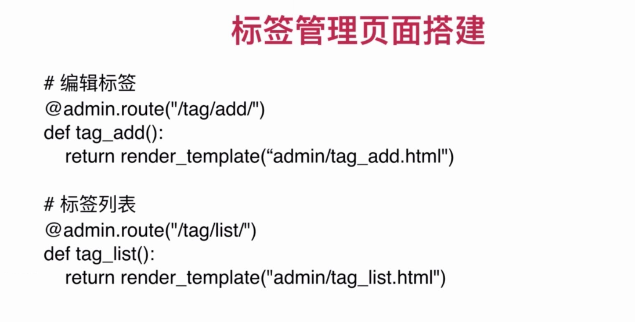 标签管理页面搭建
# 编辑标签
@admin.route("/tag/add/")
def tag_add():
    return render_template(“admin/tag_add.html")
# 标签列表
@admin.route("/tag/list/")
def tag_list():
    return render_template("admin/tag_list.html")